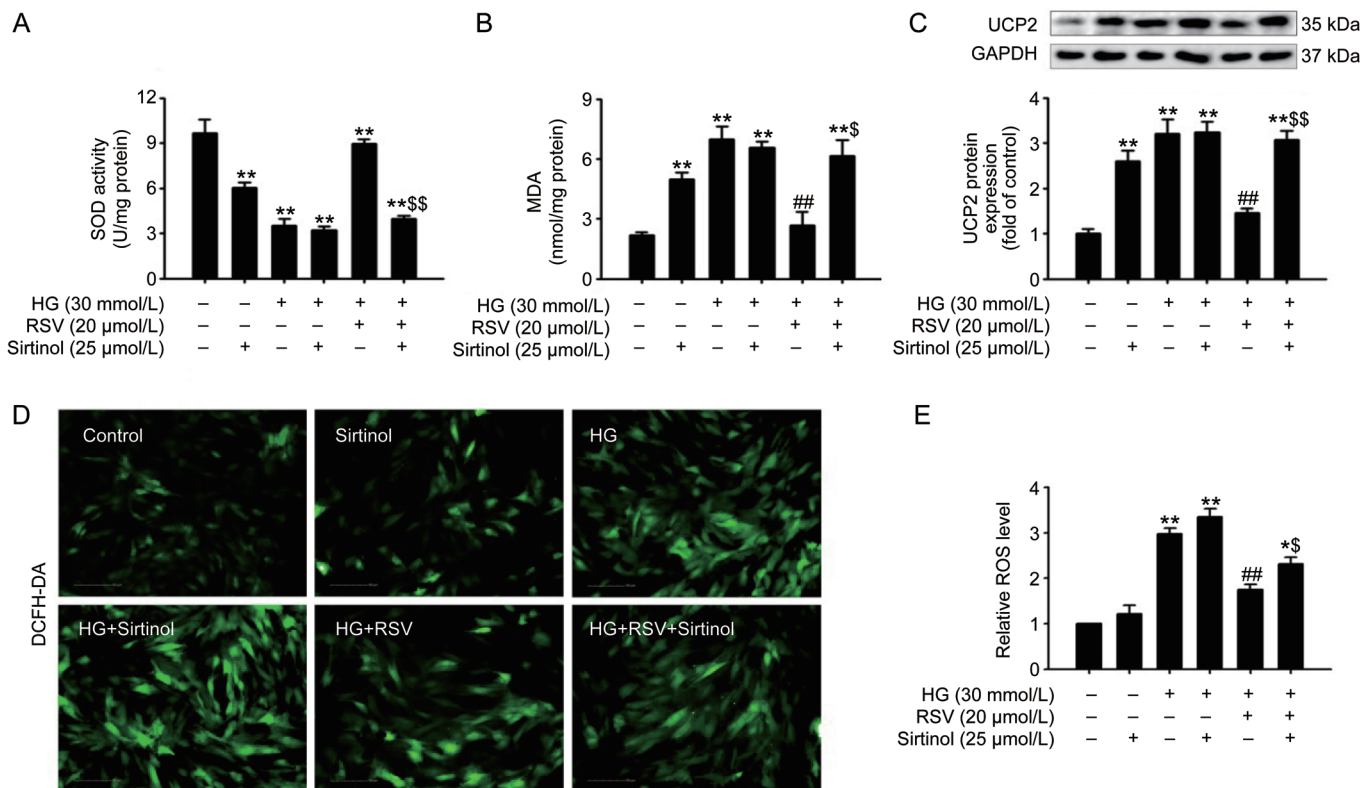 A
SOD activity
(U/mg protein)
12
9
6
3
0
**
**
**
**
**$$
HG (30 mmol/L) – – + + + +
RSV (20 µmol/L) – – – – + +
Sirtinol (25 µmol/L) – + – + – +
B
MDA
(nmol/mg protein)
9
6
3
0
**
**
**
##
**$
HG (30 mmol/L) – – + + + +
RSV (20 µmol/L) – – – – + +
Sirtinol (25 µmol/L) – + – + – +
C
UCP2 35 kDa
GAPDH 37 kDa
UCP2 protein
expression
(fold of control)
4
3
2
1
0
**
**
**
##
**$$
HG (30 mmol/L) – – + + + +
RSV (20 µmol/L) – – – – + +
Sirtinol (25 µmol/L) – + – + – +
D
DCFH-DA
Control
Sirtinol
HG
HG+Sirtinol
HG+RSV
HG+RSV+Sirtinol
E
Relative ROS level
4
3
2
1
0
**
**
##
*$
HG (30 mmol/L) – – + + + +
RSV (20 µmol/L) – – – – + +
Sirtinol (25 µmol/L) – + – + – +